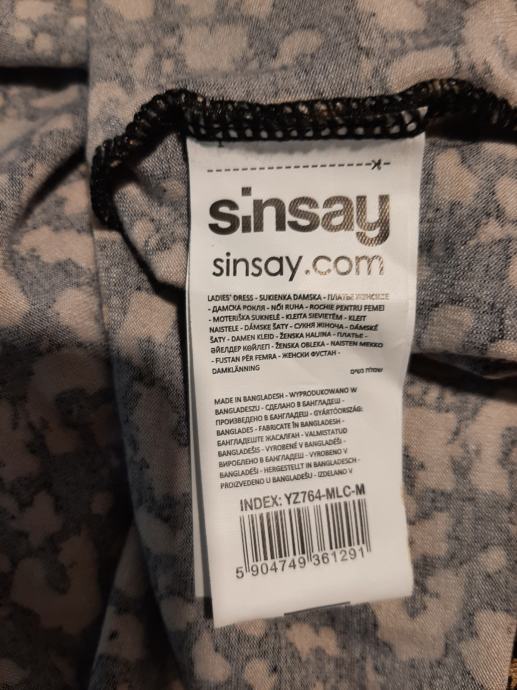 sinsay
sinsay.com
LADIES' DRESS - SUKIENKA DAMSKA - ПЛАТЬЕ ЖЕНСКОЕ
- ДАМСКА РОКЛЯ - NŐI RUHA - ROCHIE PENTRU FEMEI
- MOTERIŠKA SUKNELĖ - KLEITA SIEVIETĒM - KLEIT
NAISTELE - DÁMSKE ŠATY - СУКНЯ ЖІНОЧА - DÁMSKÉ
ŠATY - DAMEN KLEID - ŽENSKA HALJINA - ПЛАТЬЕ -
ӘЙЕЛДЕР КӨЙЛЕГІ - ŽENSKA OBLEKA - NAISTEN MEKKO
- FUSTAN PËR FEMRA - ЖЕНСКИ ФУСТАН -
DAMKLÄNNING
שמלת נשים
MADE IN BANGLADESH - WYPRODUKOWANO W
BANGLADESZU - СДЕЛАНО В БАНГЛАДЕШ -
ПРОИЗВЕДЕНО В БАНГЛАДЕШ - GYÁRTÓORSZÁG:
BANGLADES - FABRICATE ÎN BANGLADESH -
БАНГЛАДЕШТЕ ЖАСАЛҒАН - VALMISTATUD
BANGLADEŠIS - VYROBENÉ V BANGLADÉŠI -
ВИРОБЛЕНО В БАНГЛАДЕШ - VYROBENO V
BANGLADÉŠI - HERGESTELLT IN BANGLADESCH -
PROIZVEDENO U BANGLADEŠU - IZDELANO V
INDEX: YZ764-MLC-M
5 904749 361291